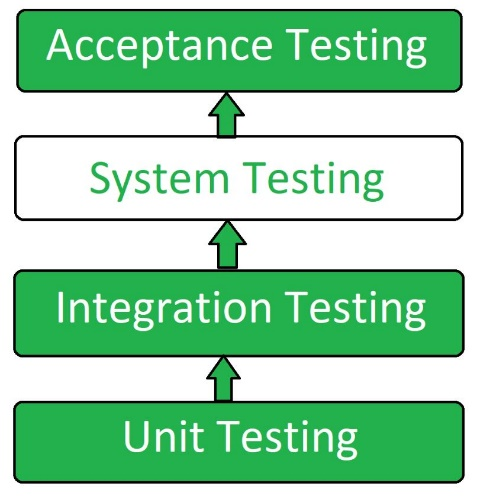 Acceptance Testing
System Testing
Integration Testing
Unit Testing